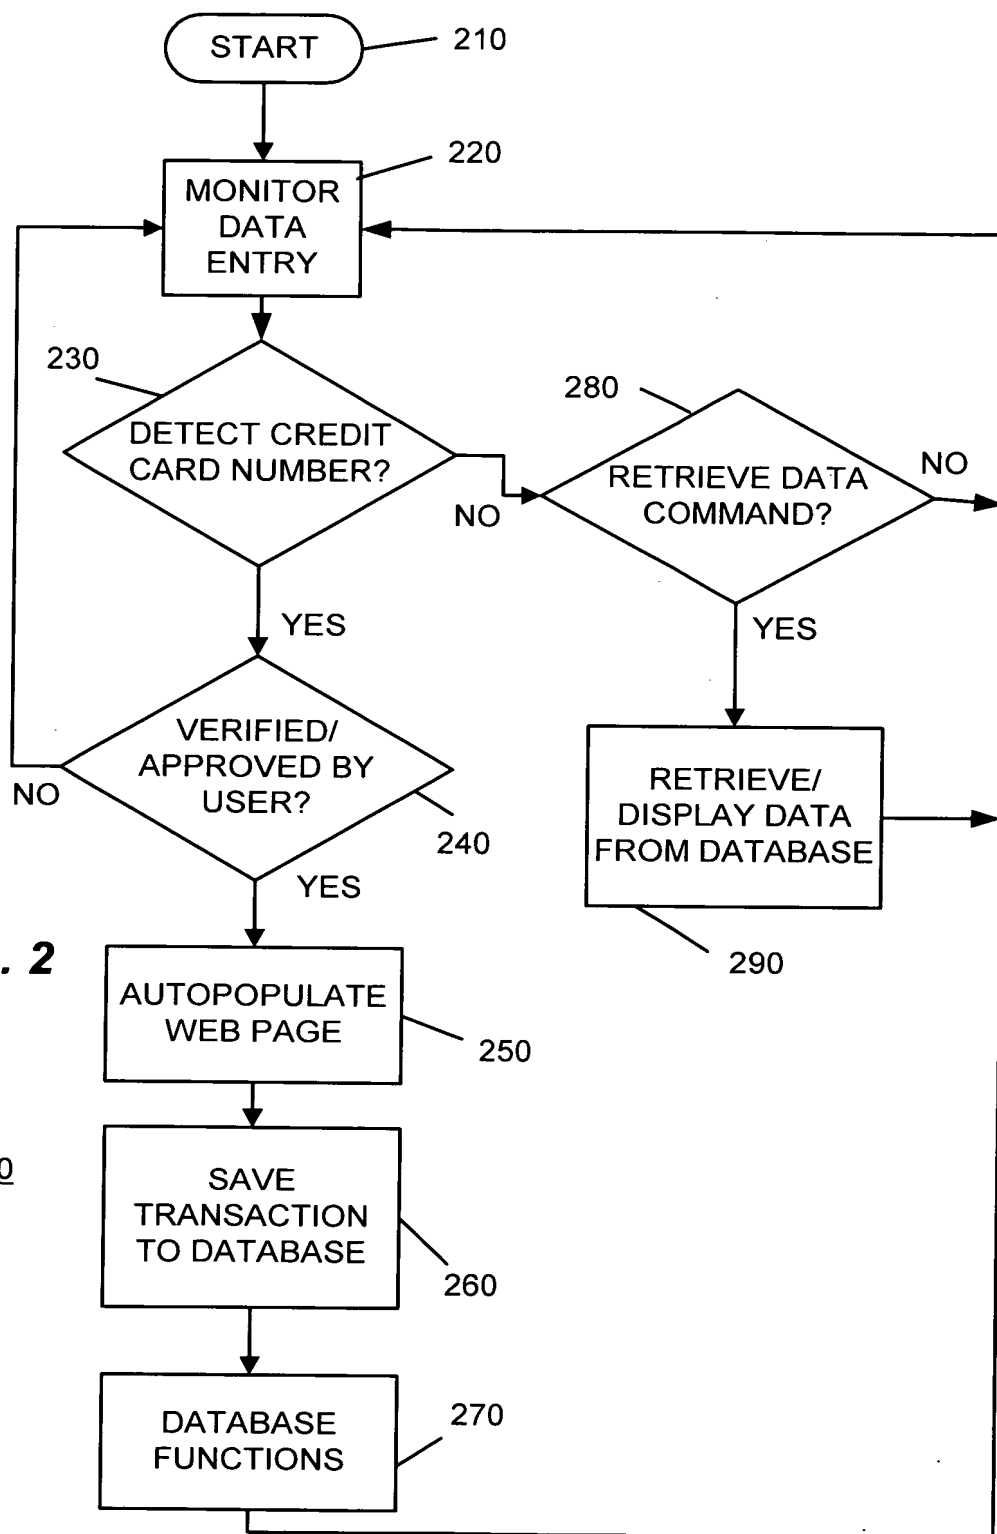 START
210
220
MONITOR
DATA
ENTRY
230
DETECT CREDIT
CARD NUMBER?
NO
280
RETRIEVE DATA
COMMAND?
NO
YES
YES
VERIFIED/
APPROVED BY
USER?
NO
240
YES
RETRIEVE/
DISPLAY DATA
FROM DATABASE
290
. 2
AUTOPOPULATE
WEB PAGE
250
0
SAVE
TRANSACTION
TO DATABASE
260
DATABASE
FUNCTIONS
270